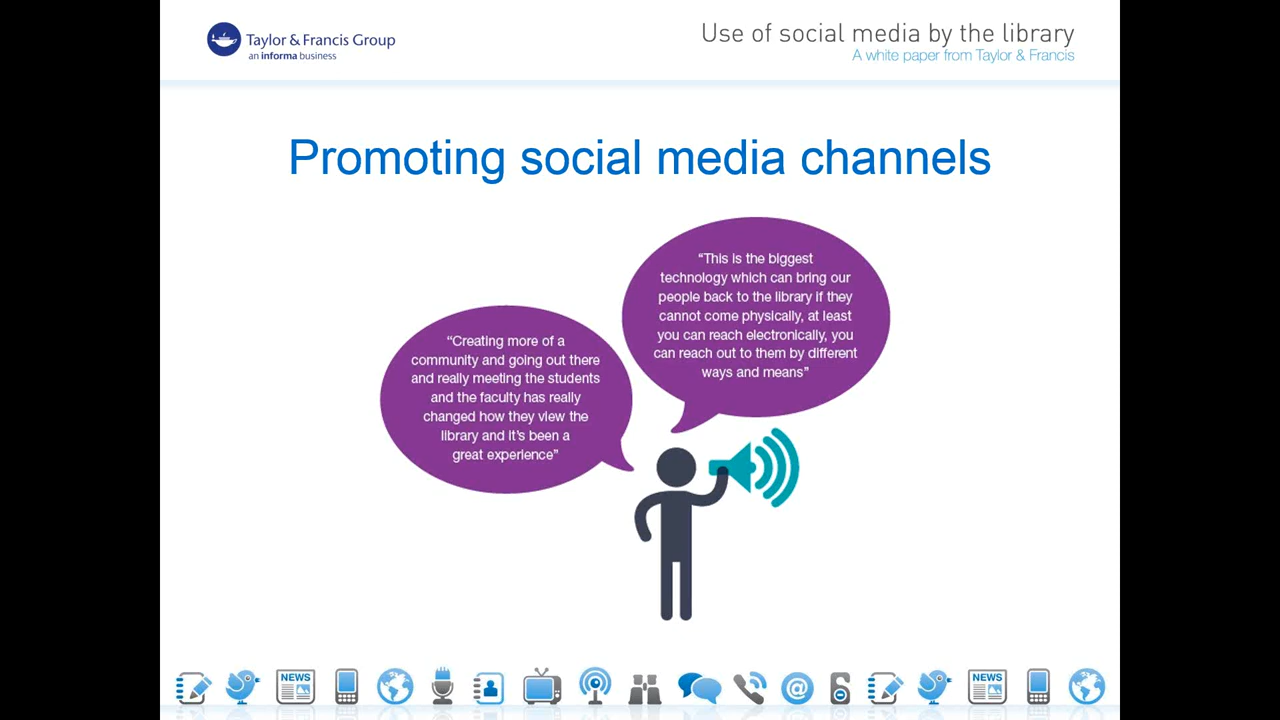 Taylor & Francis Group
an informa business
Use of social media by the library
A white paper from Taylor & Francis
Promoting social media channels
“This is the biggest
technology which can bring our
people back to the library if they
cannot come physically, at least
you can reach electronically, you
can reach out to them by different
ways and means”
“Creating more of a
community and going out there
and really meeting the students
and the faculty has really
changed how they view the
library and it’s been a
great experience”
NEWS
@
NEWS